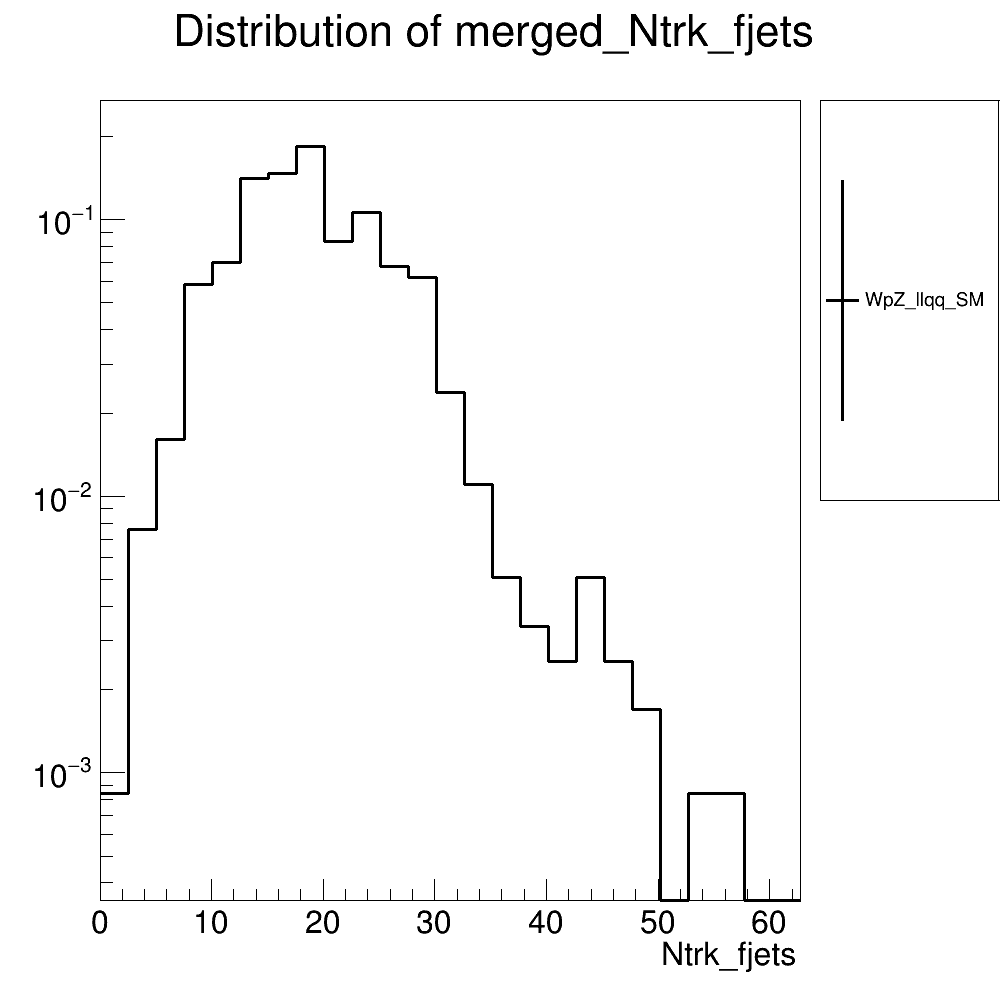 Distribution of merged_Ntrk_fjets
10⁻¹
10⁻²
10⁻³
WpZ_llqq_SM
0 10 20 30 40 50 60
Ntrk_fjets